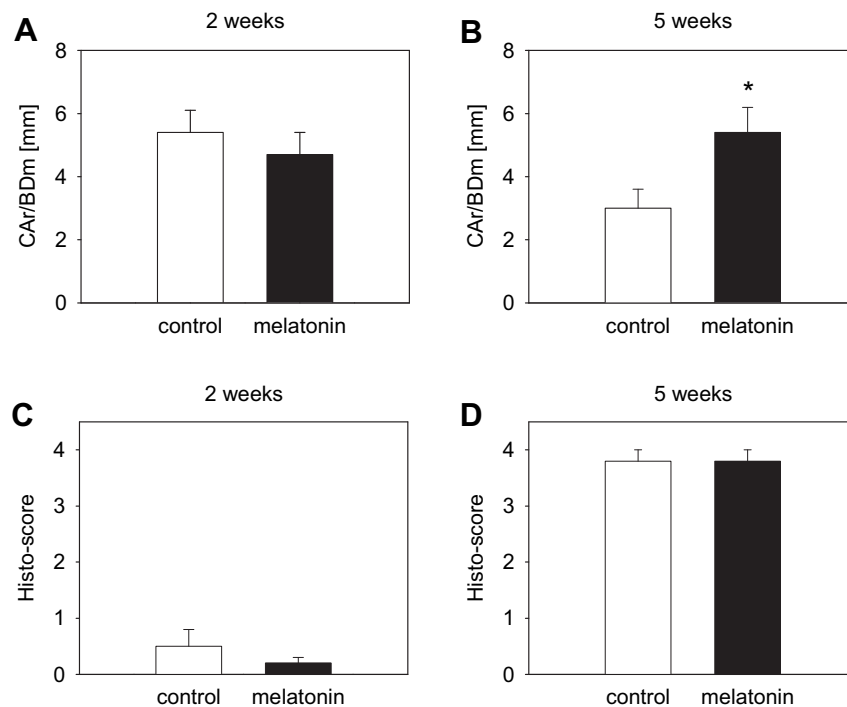 A
2 weeks
CAr/BDm [mm]
8
6
4
2
0
control melatonin
B
5 weeks
CAr/BDm [mm]
8
6
4
2
0
*
control melatonin
C
2 weeks
Histo-score
4
3
2
1
0
control melatonin
D
5 weeks
Histo-score
4
3
2
1
0
control melatonin